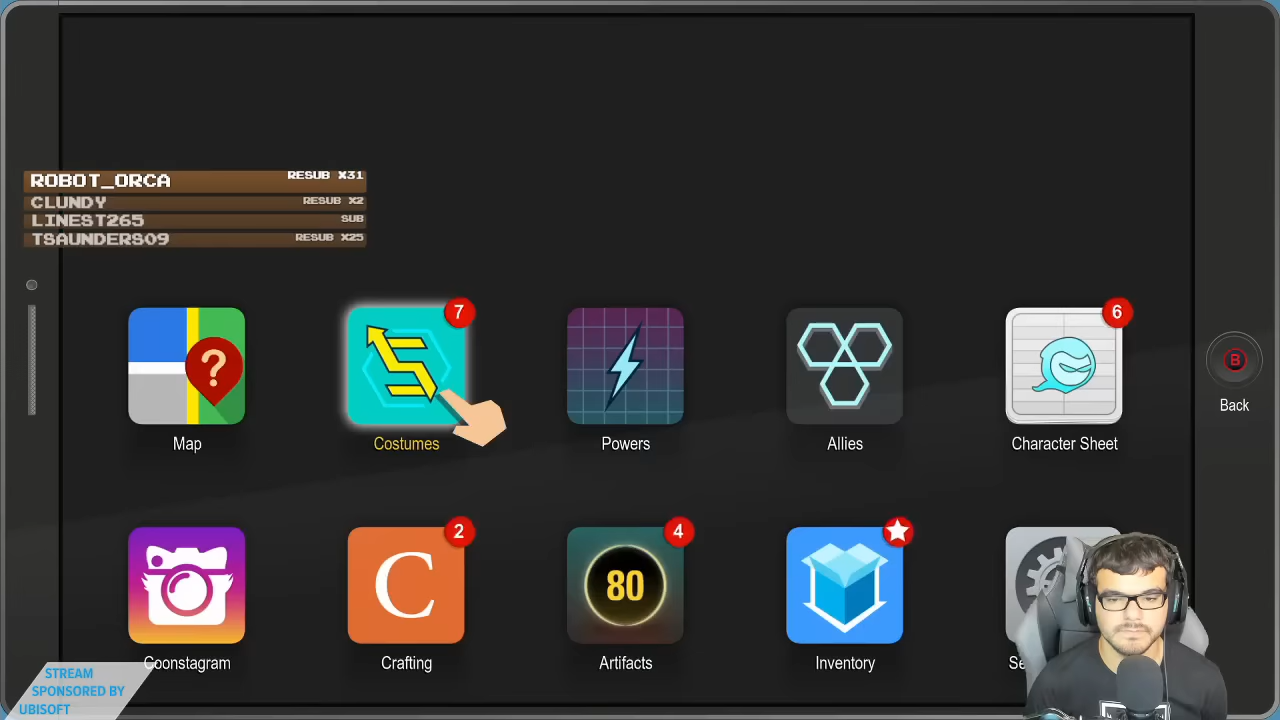 ROBOT_ORCA RESUB X31
CLUNDY RESUB X2
LINEST265 SUB
TSAUNDERS09 RESUB X25
7
6
?
B
Map
Costumes
Powers
Allies
Character Sheet
Back
2
4
C
80
Coonstagram
Crafting
Artifacts
Inventory
STREAM
SPONSORED BY
UBISOFT